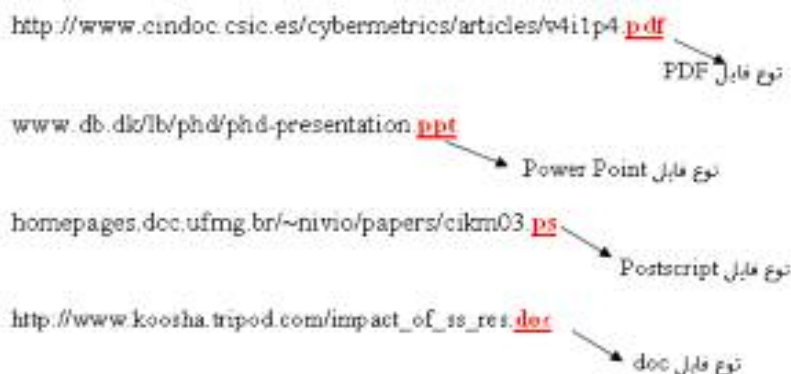 http://www.cindoc.csic.es/cybermetrics/articles/v4i1p4.pdf
نوع فایل PDF
www.db.dk/lb/phd/phd-presentation.ppt
نوع فایل Power Point
homepages.dcc.ufmg.br/~nivio/papers/cikm03.ps
نوع فایل Postscript
http://www.koosha.tripod.com/impact_of_ss_res.doc
نوع فایل doc